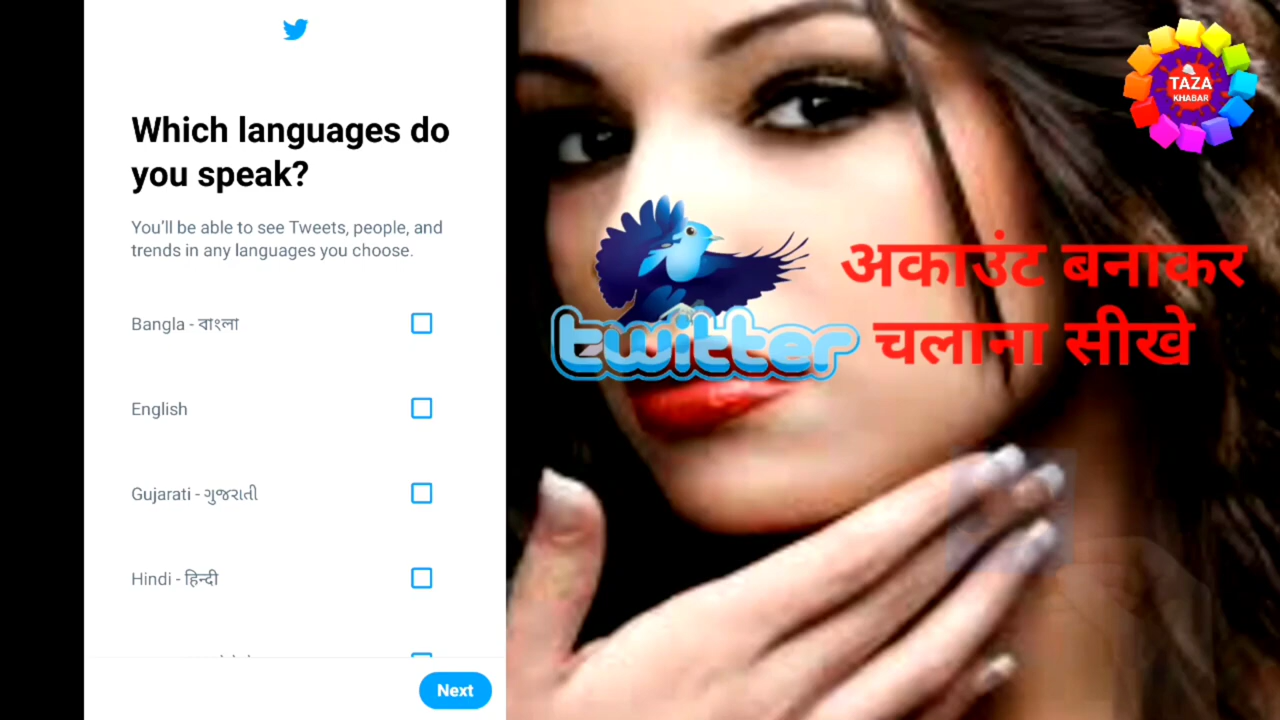 Which languages do
you speak?
You'll be able to see Tweets, people, and
trends in any languages you choose.
Bangla - বাংলা
English
Gujarati - ગુજરાતી
Hindi - हिन्दी
Next
TAZA
KHABAR
twitter
अकाउंट बनाकर
चलाना सीखे